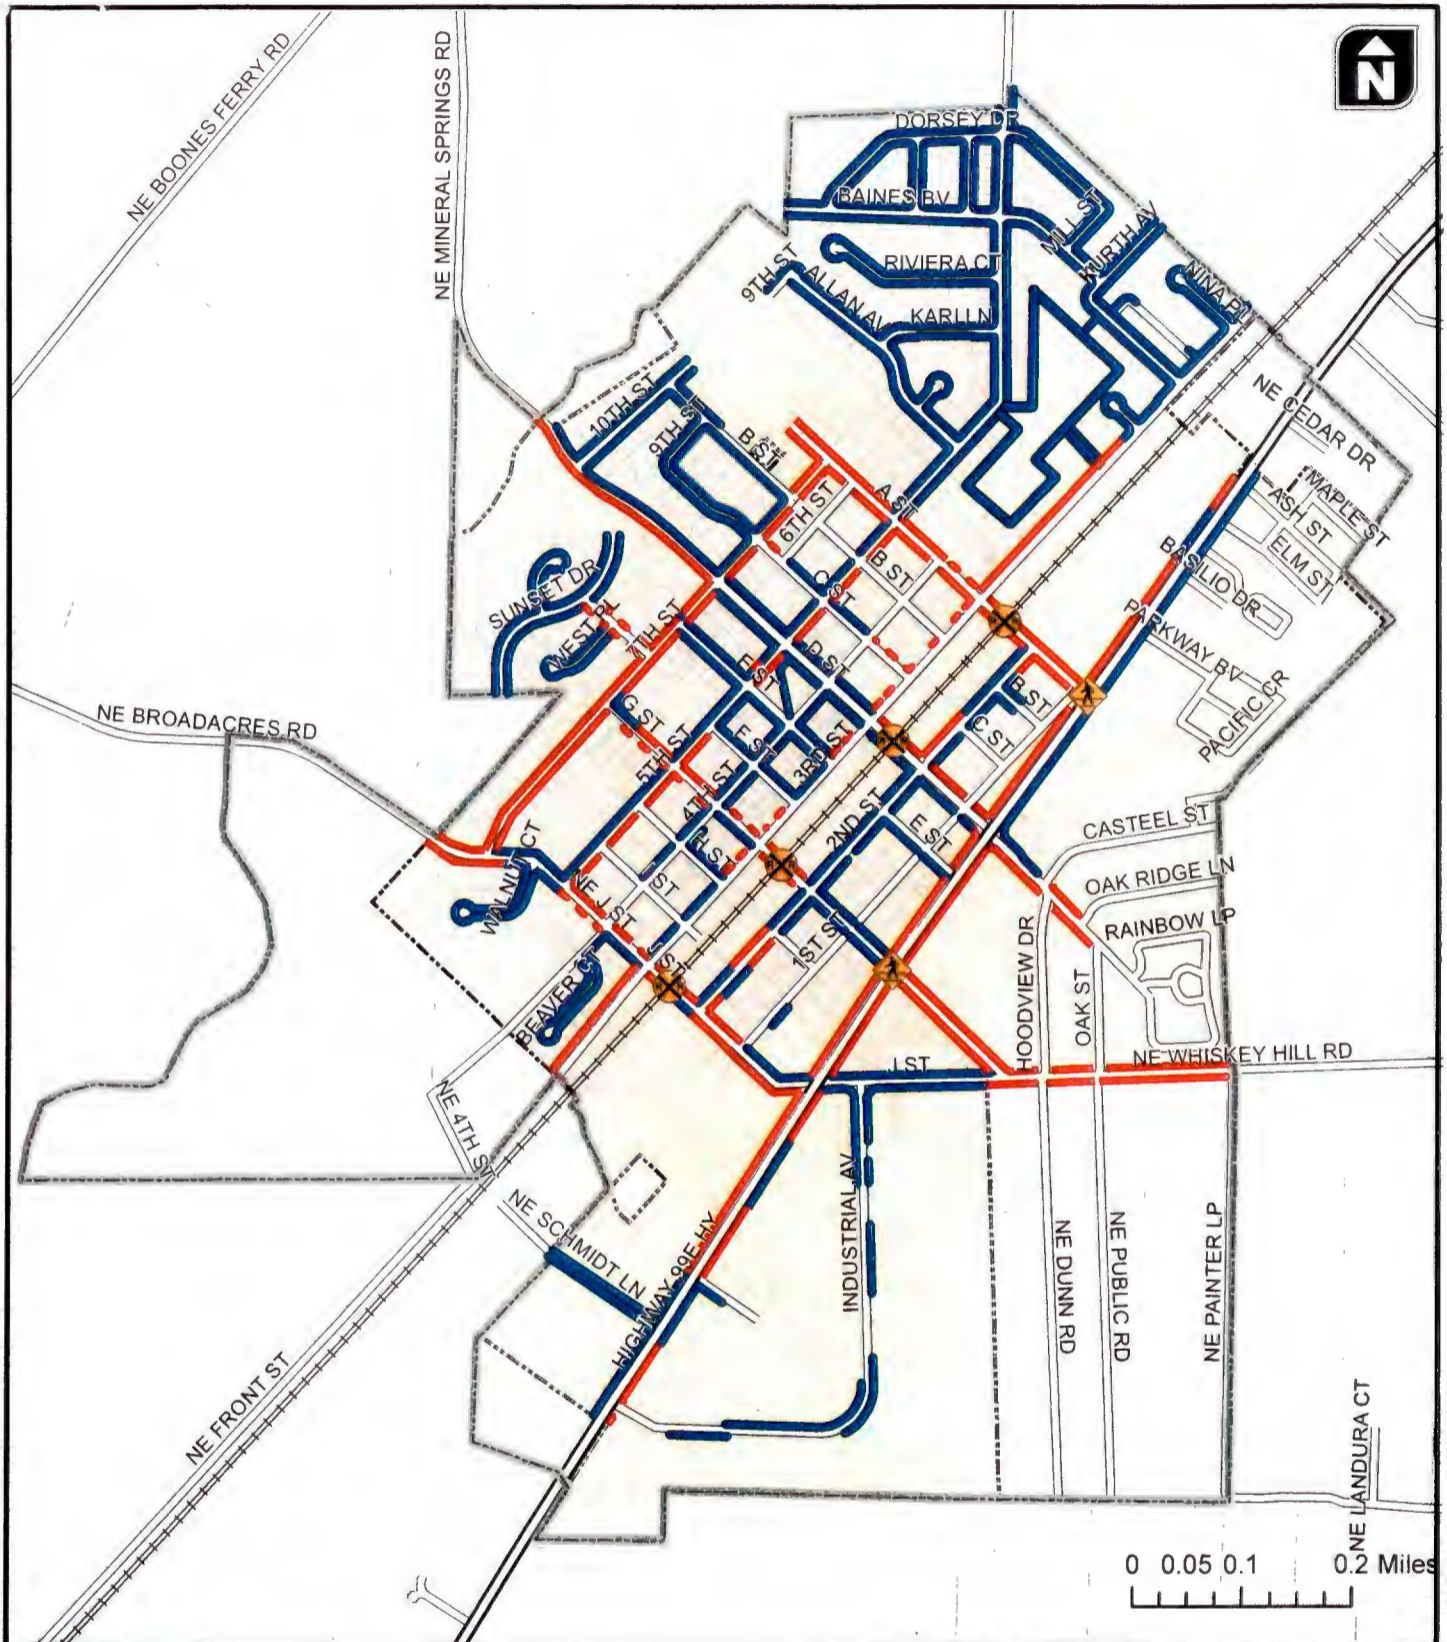 NE BOONES FERRY RD
NE MINERAL SPRINGS RD
N
DORSEY DR
BAINES BV
MILL ST
KURTH AV
NINA PL
RIVIERA CT
9TH ST
ALLAN AV
KARL LN
10TH ST
9TH ST
B ST
NE CEDAR DR
MAPLE ST
ASH ST
ELM ST
BASILIO DR
PARKWAY BV
PACIFIC CR
6TH ST
A ST
B ST
C ST
D ST
SUNSET DR
WEST PL
7TH ST
E ST
G ST
F ST
5TH ST
4TH ST
3RD ST
B ST
C ST
2ND ST
E ST
H ST
I ST
NE BROADACRES RD
WALNUT CT
NE J ST
J ST
1ST ST
BEAVER CT
CASTEEL ST
OAK RIDGE LN
RAINBOW LP
HOODVIEW DR
OAK ST
J ST
NE WHISKEY HILL RD
NE 4TH ST
NE SCHMIDT LN
HIGHWAY 99E HY
INDUSTRIAL AV
NE DUNN RD
NE PUBLIC RD
NE PAINTER LP
NE FRONT ST
NE LANDURA CT
0 0.05 0.1 0.2 Miles